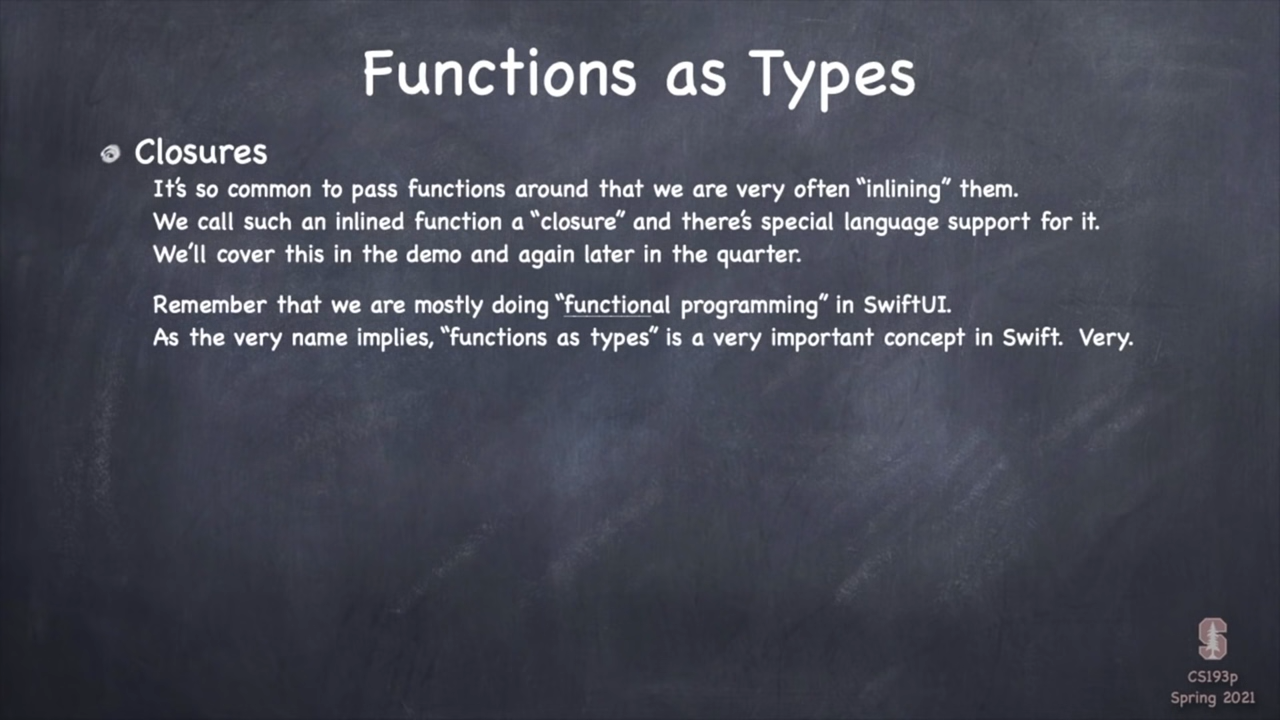 Functions as Types
Closures
It's so common to pass functions around that we are very often “inlining” them.
We call such an inlined function a “closure” and there's special language support for it.
We'll cover this in the demo and again later in the quarter.
Remember that we are mostly doing “functional programming” in SwiftUI.
As the very name implies, “functions as types” is a very important concept in Swift. Very.
S
CS193p
Spring 2021